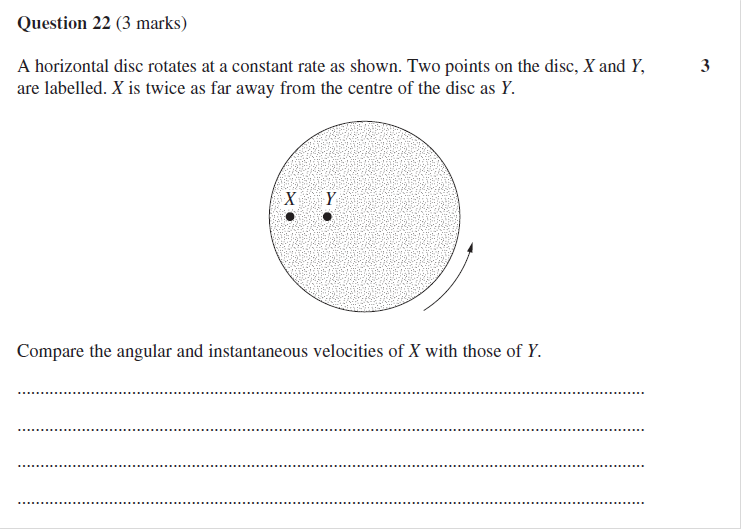 Question 22 (3 marks)
A horizontal disc rotates at a constant rate as shown. Two points on the disc, X and Y, 3
are labelled. X is twice as far away from the centre of the disc as Y.
X Y
Compare the angular and instantaneous velocities of X with those of Y.